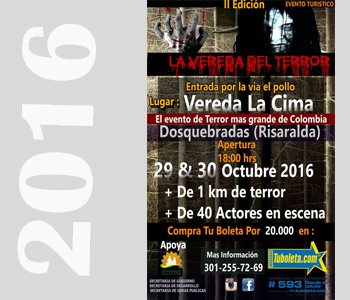 2016
II Edición
EVENTO TURISTICO
LA VEREDA DEL TERROR
Entrada por la via el pollo
Lugar : Vereda La Cima
El evento de Terror mas grande de Colombia
Dosquebradas (Risaralda)
Apertura
18:00 hrs
29 & 30 Octubre 2016
+ De 1 km de terror
+ De 40 Actores en escena
Compra Tu Boleta Por 20.000 en :
Apoya
Mas Información
301-255-72-69
Tuboleta.com
SECRETARIA DE GOBIERNO
SECRETARIA DE DESARROLLO
SECRETARIA DE OBRAS PUBLICAS
# 593